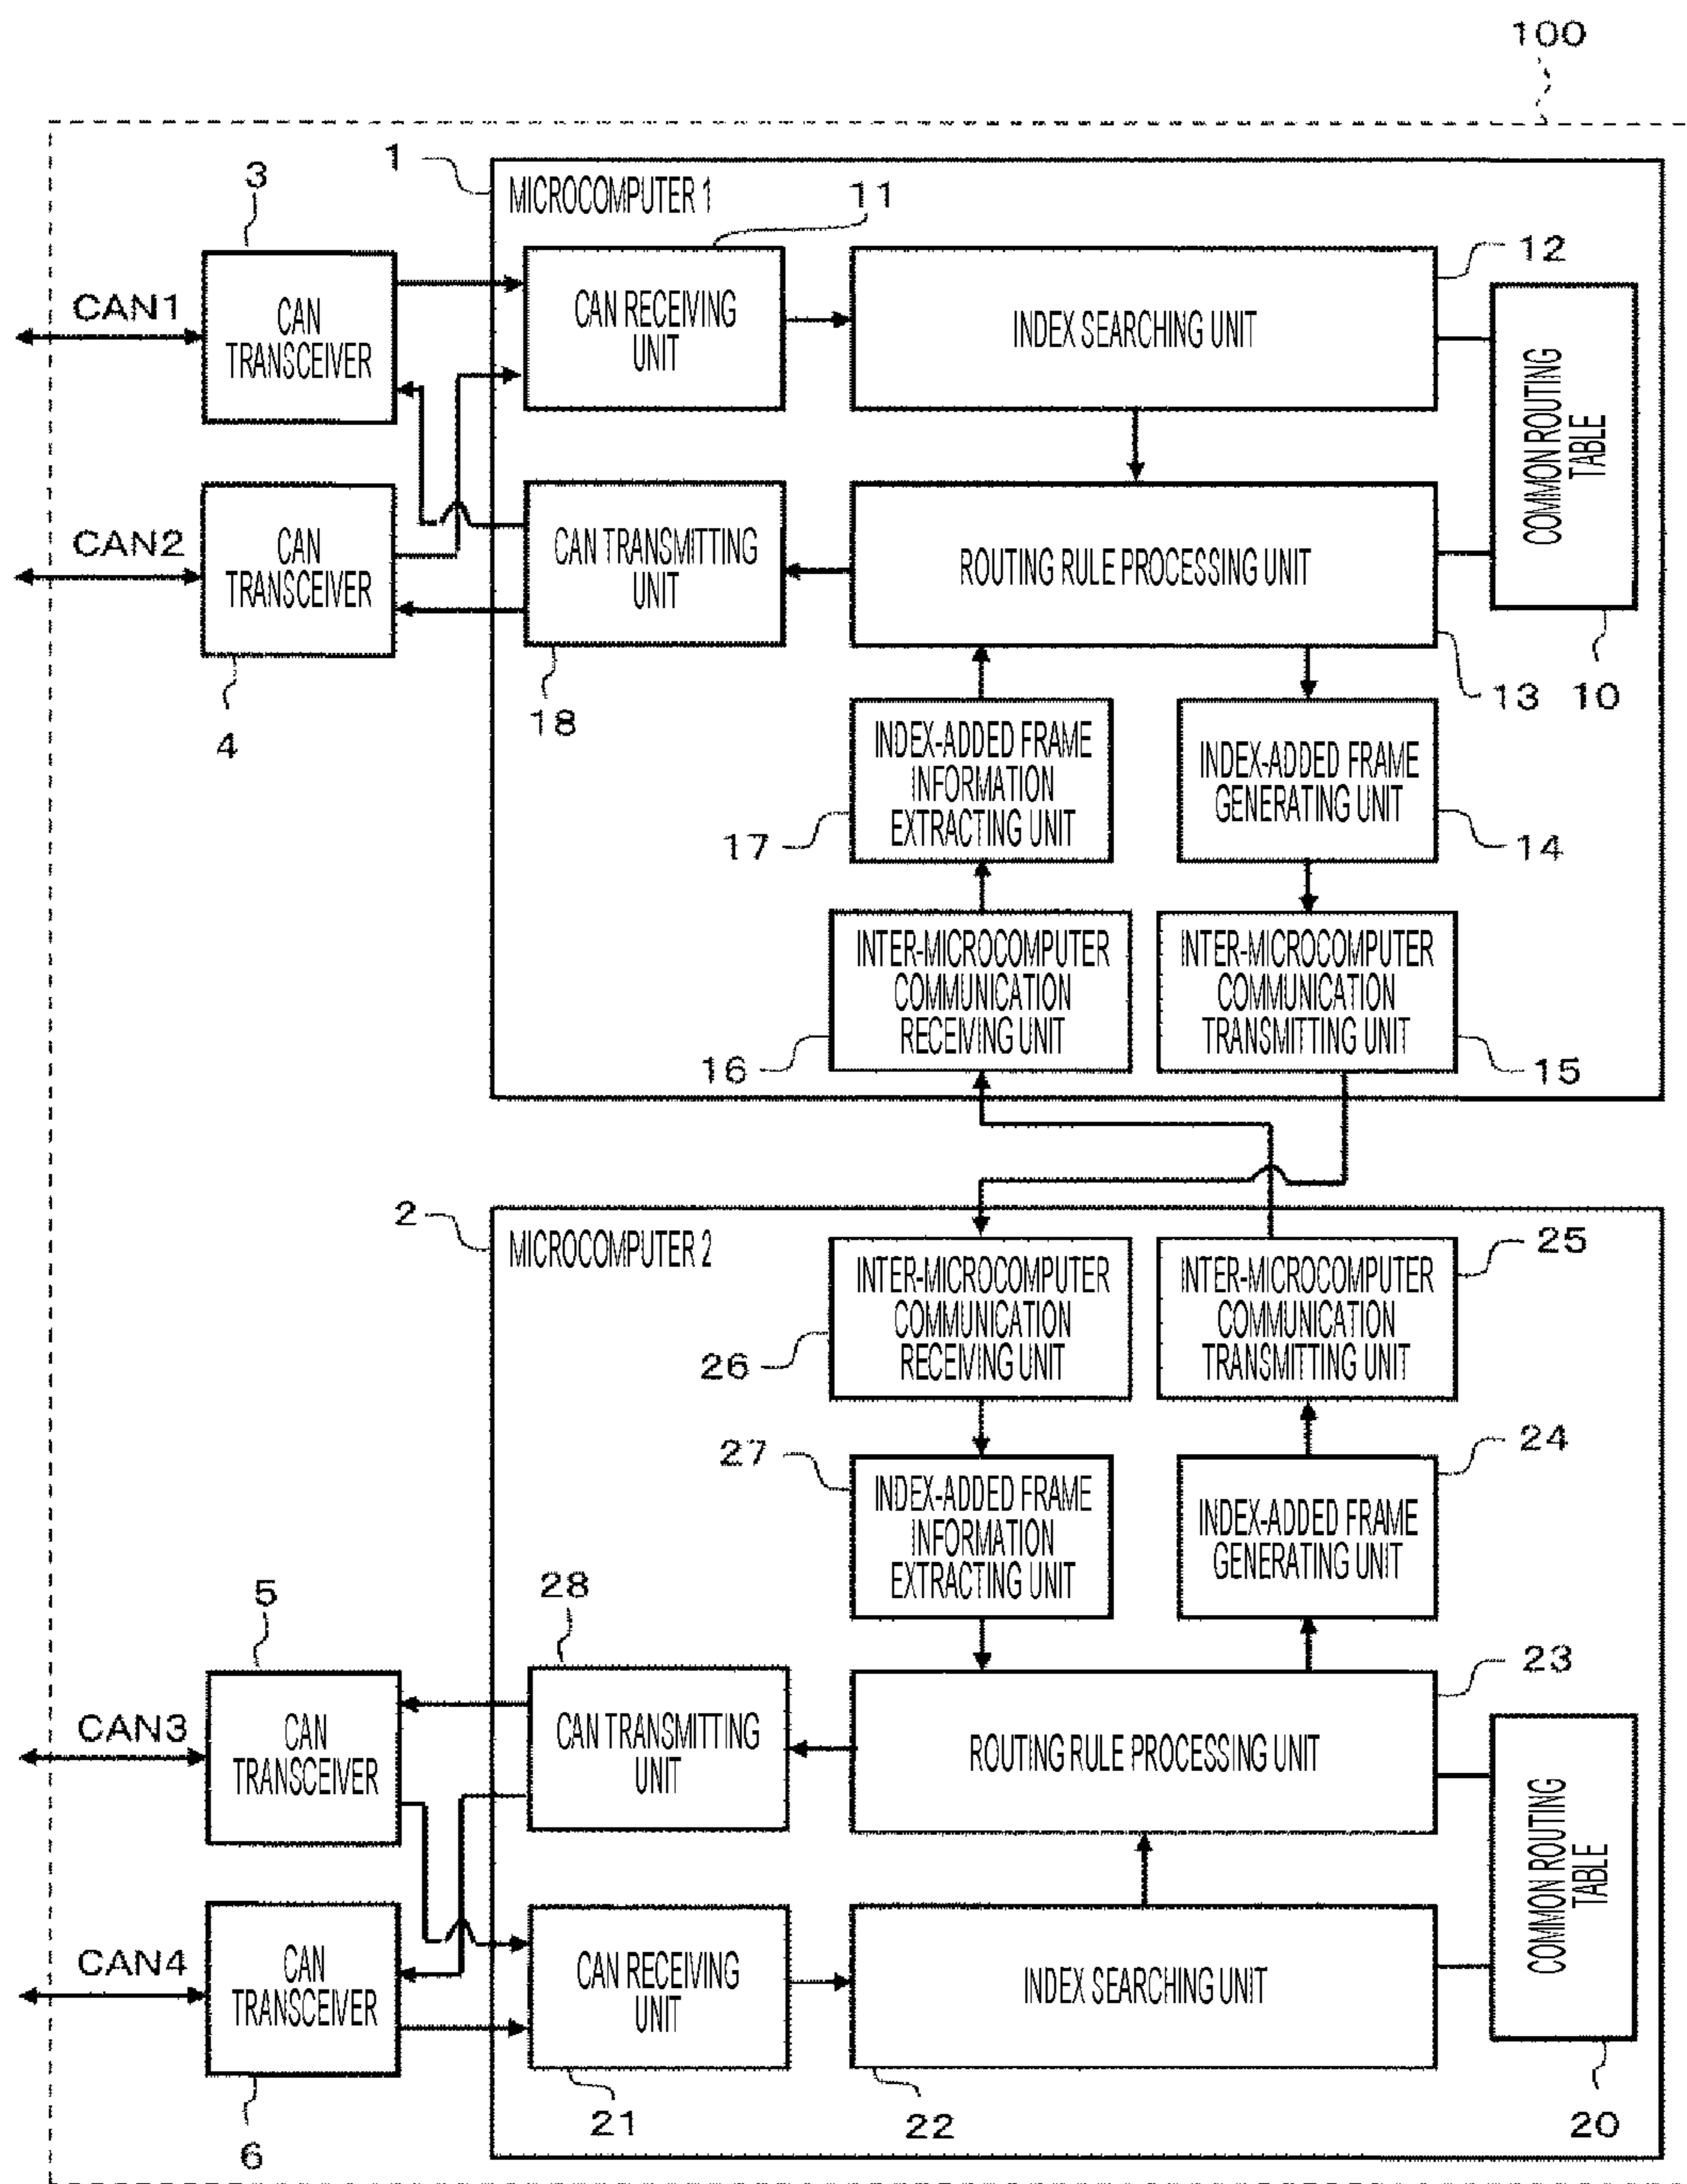 100
1
MICROCOMPUTER 1
3
11
12
CAN1
CAN
TRANSCEIVER
CAN RECEIVING
UNIT
INDEX SEARCHING UNIT
COMMON ROUTING
TABLE
CAN2
CAN
TRANSCEIVER
CAN TRANSMITTING
UNIT
ROUTING RULE PROCESSING UNIT
4
18
13
10
INDEX-ADDED FRAME
INFORMATION
EXTRACTING UNIT
17
INDEX-ADDED FRAME
GENERATING UNIT
14
INTER-MICROCOMPUTER
COMMUNICATION
RECEIVING UNIT
16
INTER-MICROCOMPUTER
COMMUNICATION
TRANSMITTING UNIT
15
2
MICROCOMPUTER 2
INTER-MICROCOMPUTER
COMMUNICATION
RECEIVING UNIT
26
INTER-MICROCOMPUTER
COMMUNICATION
TRANSMITTING UNIT
25
27
INDEX-ADDED FRAME
INFORMATION
EXTRACTING UNIT
24
INDEX-ADDED FRAME
GENERATING UNIT
5
28
23
CAN3
CAN
TRANSCEIVER
CAN TRANSMITTING
UNIT
ROUTING RULE PROCESSING UNIT
COMMON ROUTING
TABLE
CAN4
CAN
TRANSCEIVER
CAN RECEIVING
UNIT
INDEX SEARCHING UNIT
6
21
22
20